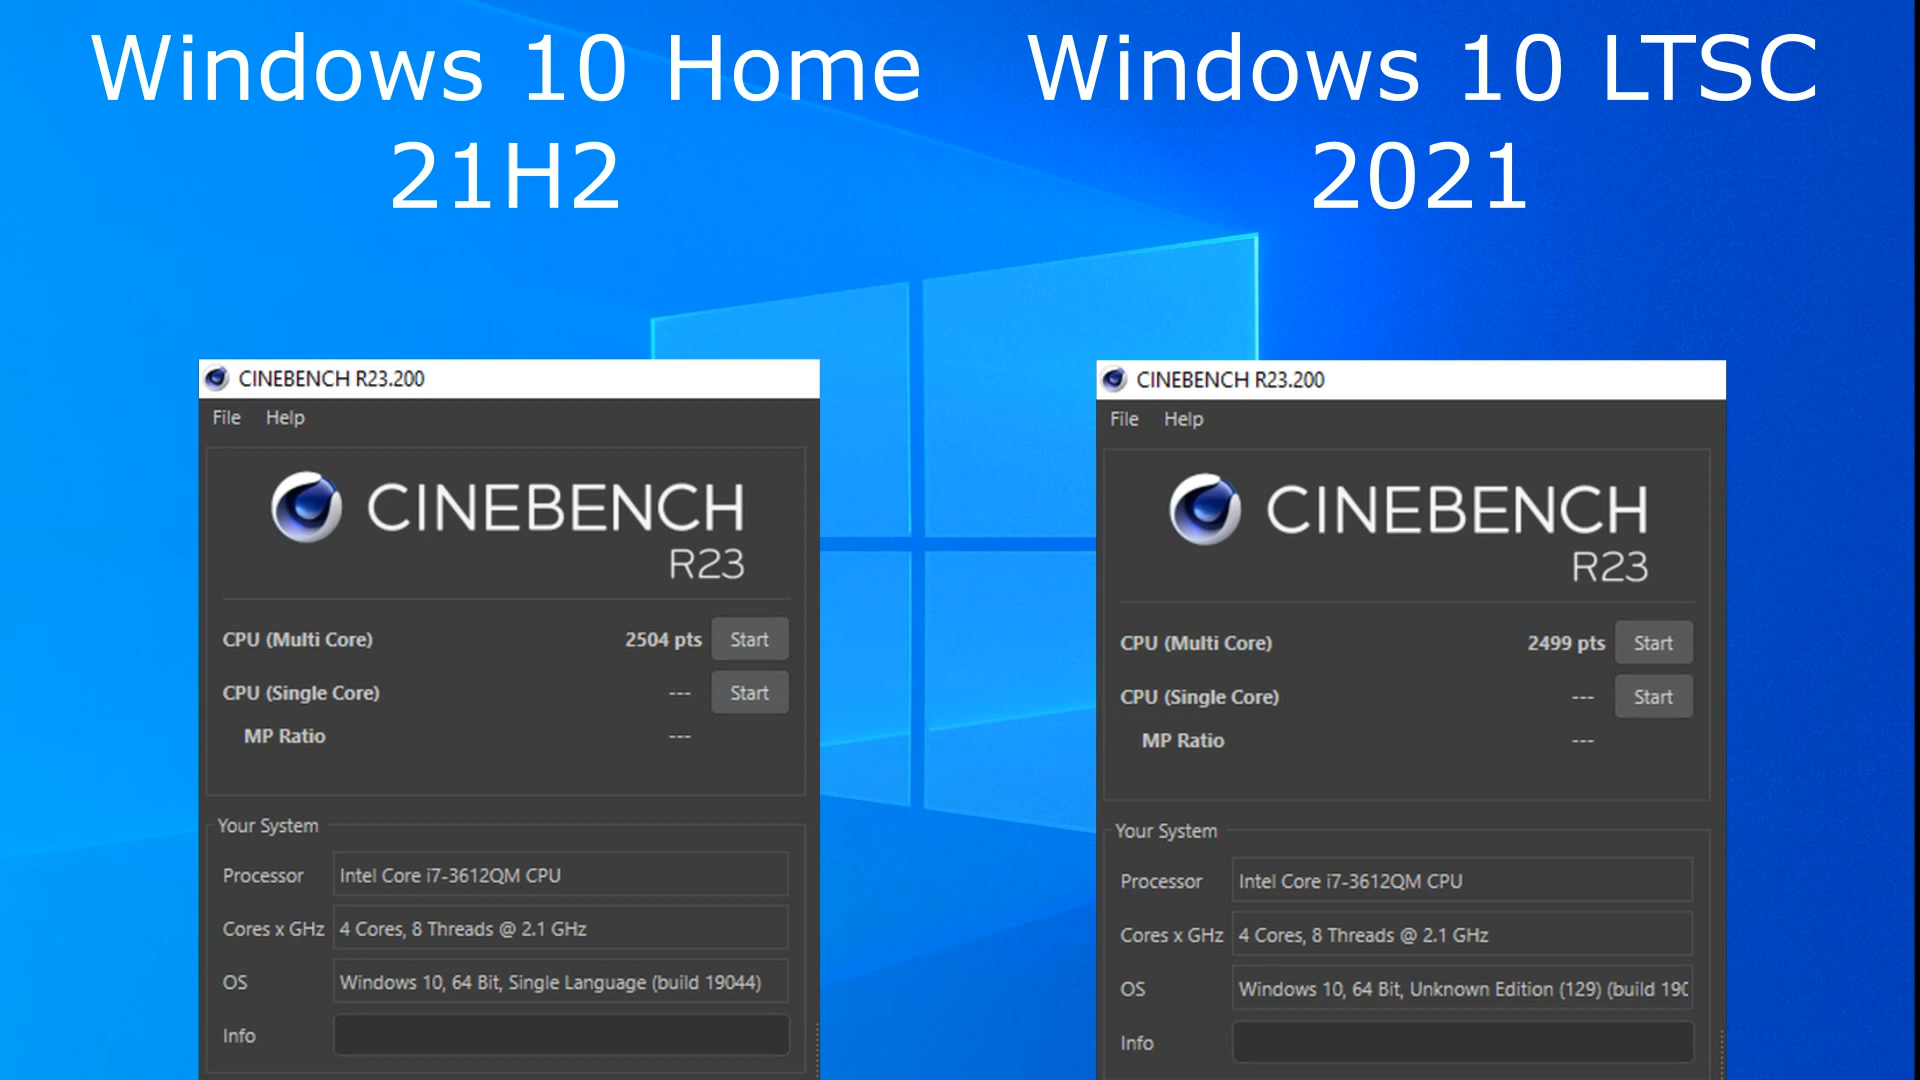 Windows 10 Home
21H2
Windows 10 LTSC
2021
CINEBENCH R23.200
File Help
CINEBENCH
R23
CPU (Multi Core) 2504 pts Start
CPU (Single Core) --- Start
MP Ratio ---
Your System
Processor Intel Core i7-3612QM CPU
Cores x GHz 4 Cores, 8 Threads @ 2.1 GHz
OS Windows 10, 64 Bit, Single Language (build 19044)
Info
CINEBENCH R23.200
File Help
CINEBENCH
R23
CPU (Multi Core) 2499 pts Start
CPU (Single Core) --- Start
MP Ratio ---
Your System
Processor Intel Core i7-3612QM CPU
Cores x GHz 4 Cores, 8 Threads @ 2.1 GHz
OS Windows 10, 64 Bit, Unknown Edition (129) (build
Info